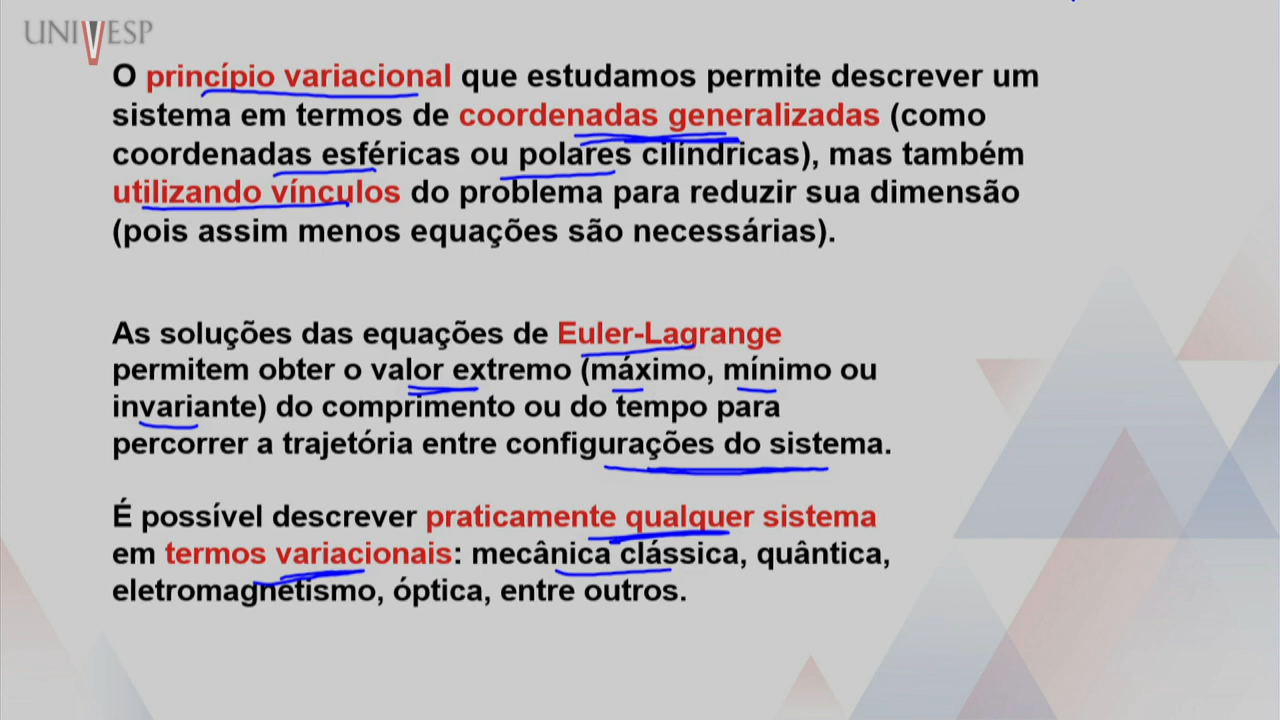 UNIVESP
O princípio variacional que estudamos permite descrever um
sistema em termos de coordenadas generalizadas (como
coordenadas esféricas ou polares cilíndricas), mas também
utilizando vínculos do problema para reduzir sua dimensão
(pois assim menos equações são necessárias).
As soluções das equações de Euler-Lagrange
permitem obter o valor extremo (máximo, mínimo ou
invariante) do comprimento ou do tempo para
percorrer a trajetória entre configurações do sistema.
É possível descrever praticamente qualquer sistema
em termos variacionais: mecânica clássica, quântica,
eletromagnetismo, óptica, entre outros.